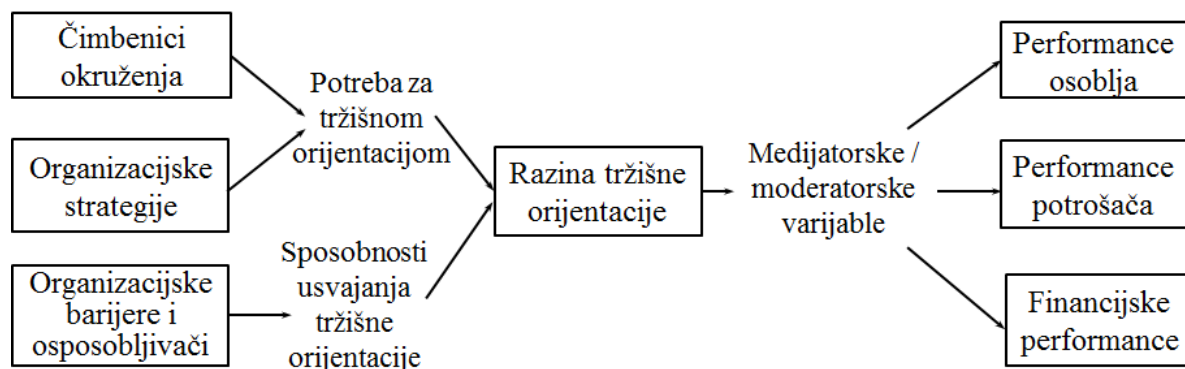 Čimbenici
okruženja
Organizacijske
strategije
Organizacijske
barijere i
osposobljivači
Potreba za
tržišnom
orijentacijom
Sposobnosti
usvajanja
tržišne
orijentacije
Razina tržišne
orijentacije
Medijatorske /
moderatorske
varijable
Performance
osoblja
Performance
potrošača
Financijske
performance